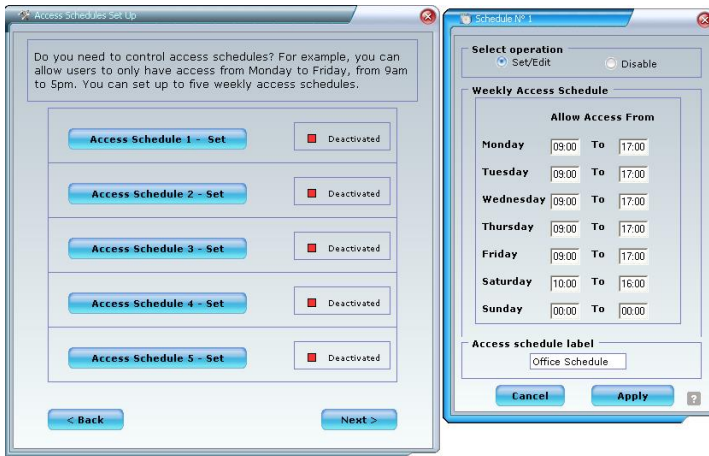 Access Schedules Set Up
Do you need to control access schedules? For example, you can
allow users to only have access from Monday to Friday, from 9am
to 5pm. You can set up to five weekly access schedules.
Access Schedule 1 - Set
Deactivated
Access Schedule 2 - Set
Deactivated
Access Schedule 3 - Set
Deactivated
Access Schedule 4 - Set
Deactivated
Access Schedule 5 - Set
Deactivated
< Back
Next >
Schedule Nº 1
Select operation
Set/Edit
Disable
Weekly Access Schedule
Allow Access From
Monday 09:00 To 17:00
Tuesday 09:00 To 17:00
Wednesday 09:00 To 17:00
Thursday 09:00 To 17:00
Friday 09:00 To 17:00
Saturday 10:00 To 16:00
Sunday 00:00 To 00:00
Access schedule label
Office Schedule
Cancel
Apply
?